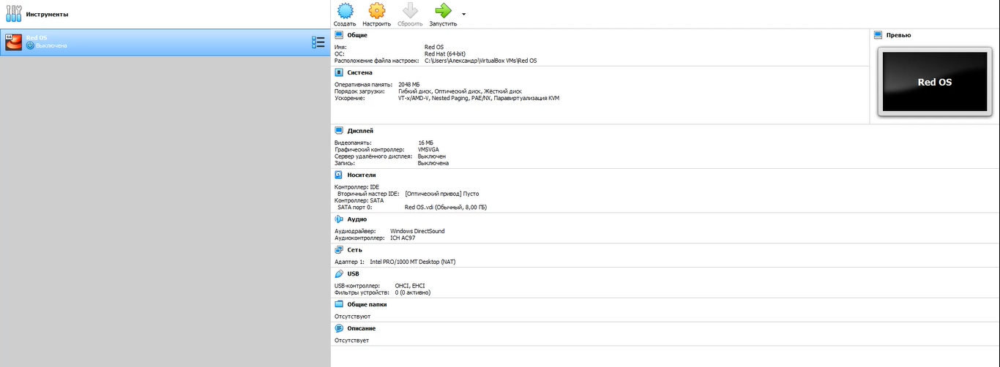 Инструменты
Создать Настроить Сбросить Запустить
64 Red OS
Выключена
Общие
Имя: Red OS
ОС: Red Hat (64-bit)
Расположение файла настроек: C:\Users\Александр\VirtualBox VMs\Red OS
Превью
Red OS
Система
Оперативная память: 2048 МБ
Порядок загрузки: Гибкий диск, Оптический диск, Жёсткий диск
Ускорение: VT-x/AMD-V, Nested Paging, PAE/NX, Паравиртуализация KVM
Дисплей
Видеопамять: 16 МБ
Графический контроллер: VMSVGA
Сервер удалённого дисплея: Выключен
Запись: Выключена
Носители
Контроллер: IDE
Вторичный мастер IDE: [Оптический привод] Пусто
Контроллер: SATA
SATA порт 0: Red OS.vdi (Обычный, 8,00 ГБ)
Аудио
Аудиодрайвер: Windows DirectSound
Аудиоконтроллер: ICH AC97
Сеть
Адаптер 1: Intel PRO/1000 MT Desktop (NAT)
USB
USB-контроллер: OHCI, EHCI
Фильтры устройств: 0 (0 активно)
Общие папки
Отсутствуют
Описание
Отсутствует